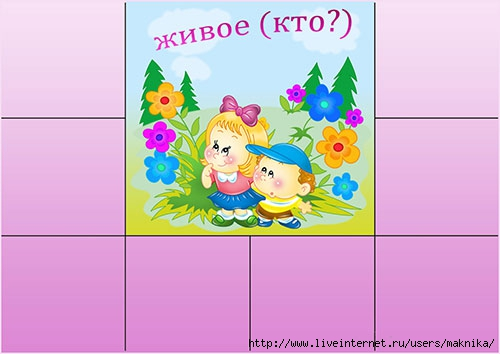 живое (кто?)
http://www.liveinternet.ru/users/maknika/